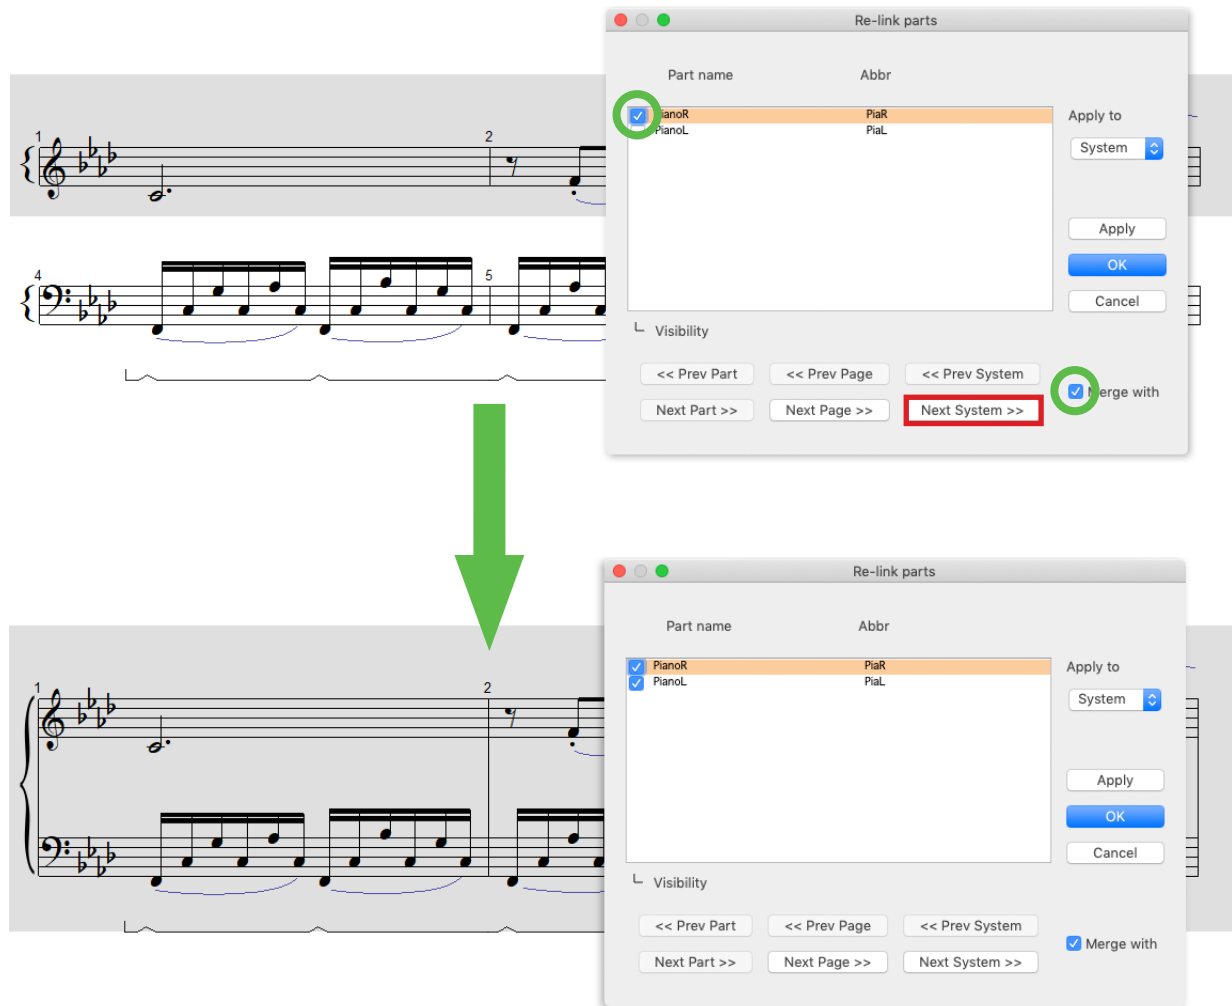 Re-link parts
Part name Abbr
PianoR PiaR
PianoL PiaL
Apply to
System
Apply
OK
Cancel
Visibility
<< Prev Part << Prev Page << Prev System
Next Part >> Next Page >> Next System >>
Merge with
1 2
4 5
Re-link parts
Part name Abbr
PianoR PiaR
PianoL PiaL
Apply to
System
Apply
OK
Cancel
Visibility
<< Prev Part << Prev Page << Prev System
Next Part >> Next Page >> Next System >>
Merge with
1 2